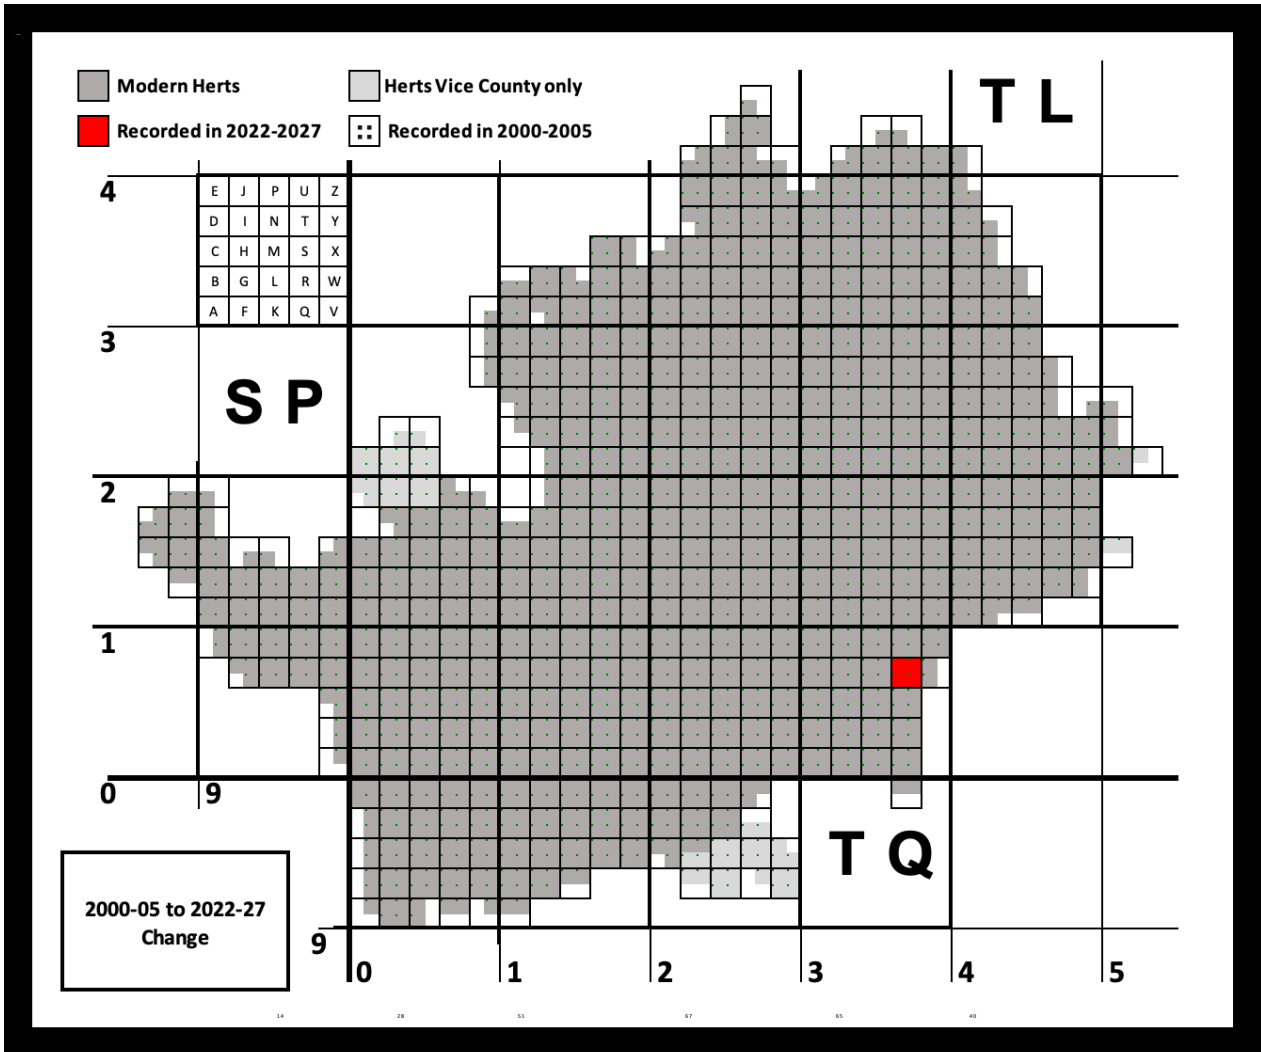 Modern Herts
Herts Vice County only
Recorded in 2022-2027
Recorded in 2000-2005
T L
4
E J P U Z
D I N T Y
C H M S X
B G L R W
A F K Q V
3
S P
2
1
0 9
T Q
2000-05 to 2022-27
Change
9
0 1 2 3 4 5
14 28 51 67 65 40